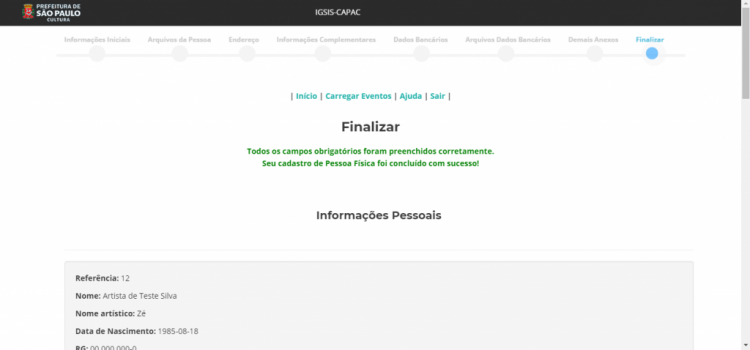 PREFEITURA DE
SÃO PAULO
CULTURA
IGSIS-CAPAC
Informações Iniciais Arquivos da Pessoa Endereço Informações Complementares Dados Bancários Arquivos Dados Bancários Demais Anexos Finalizar
| Início | Carregar Eventos | Ajuda | Sair |
Finalizar
Todos os campos obrigatórios foram preenchidos corretamente.
Seu cadastro de Pessoa Física foi concluído com sucesso!
Informações Pessoais
Referência: 12
Nome: Artista de Teste Silva
Nome artístico: Zé
Data de Nascimento: 1985-08-18
RG: 00.000.000-0